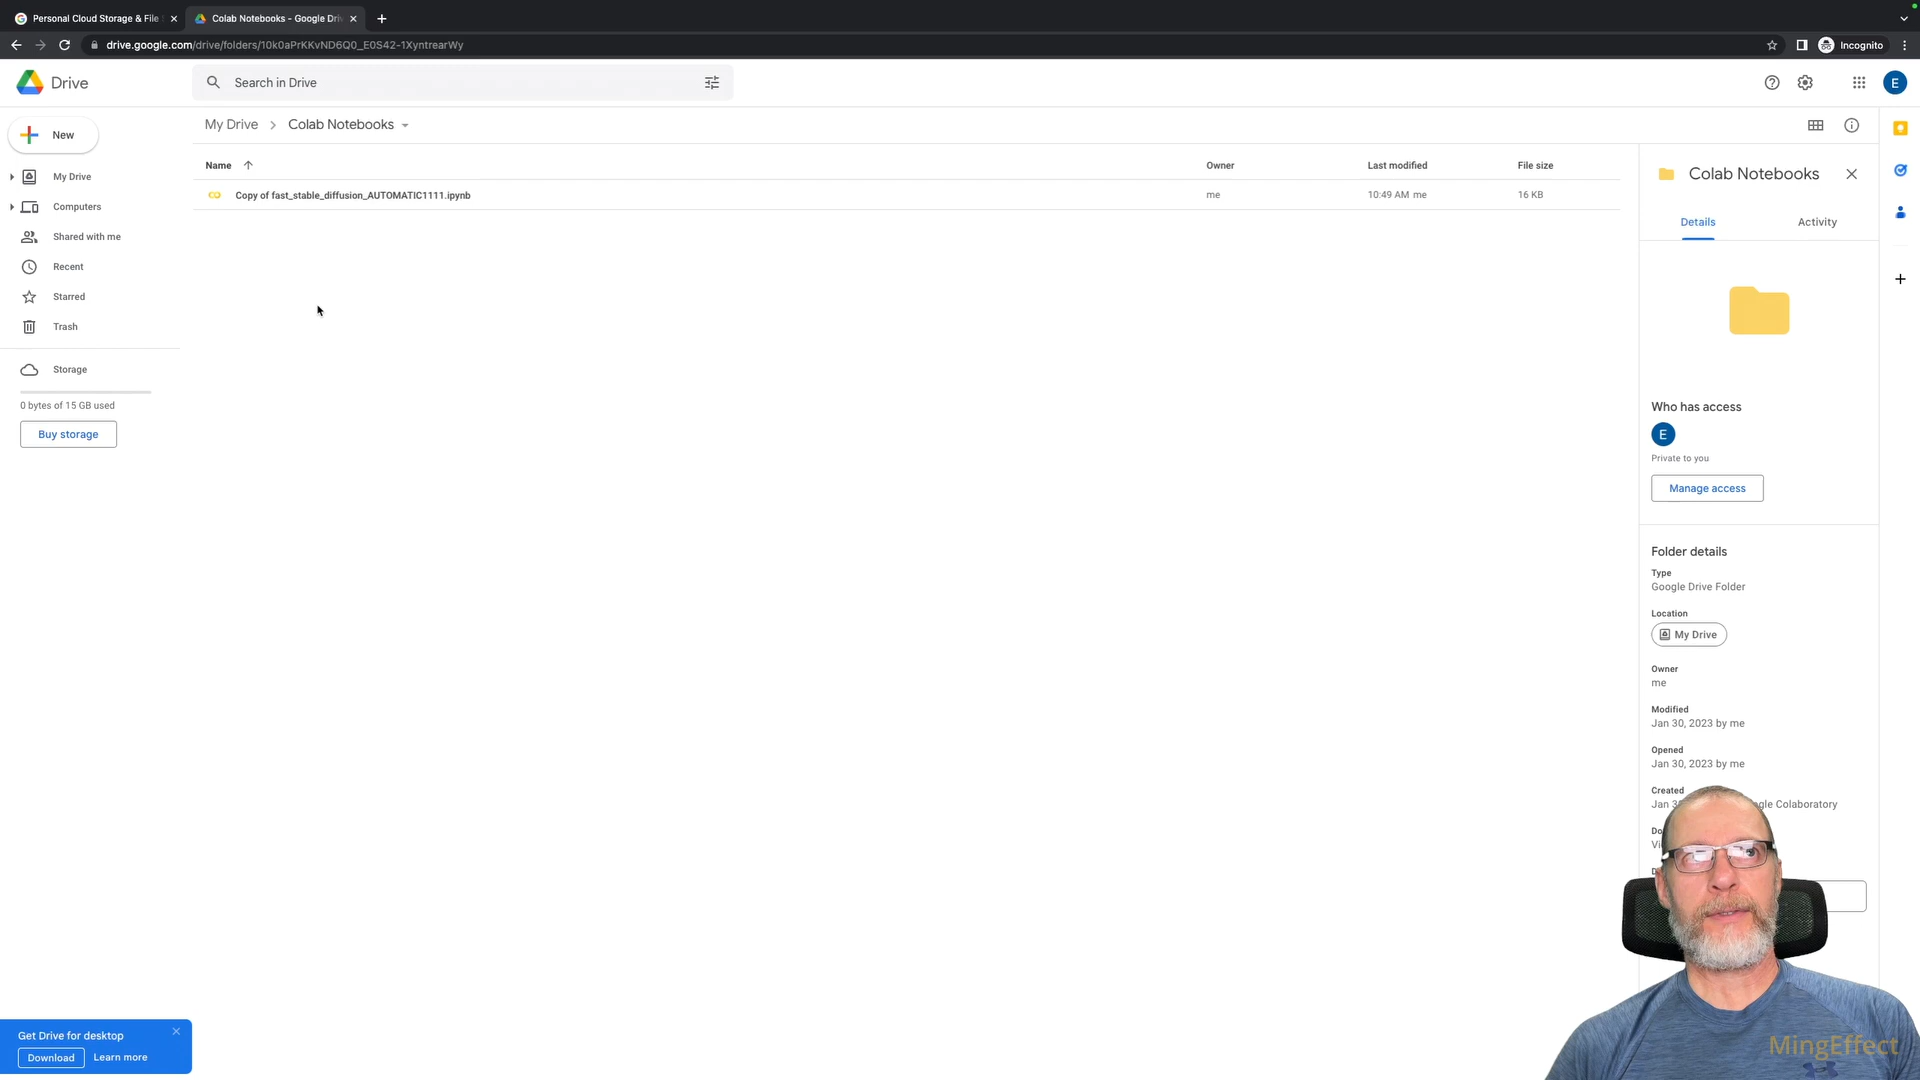 Personal Cloud Storage & File
Colab Notebooks - Google Dri
drive.google.com/drive/folders/10k0aPrKKvND6Q0_E0S42-1XyntrearWy
Incognito
Drive
Search in Drive
E
New
My Drive
Computers
Shared with me
Recent
Starred
Trash
Storage
0 bytes of 15 GB used
Buy storage
My Drive
Colab Notebooks
Name
Owner
Last modified
File size
Copy of fast_stable_diffusion_AUTOMATIC1111.ipynb
me
10:49 AM me
16 KB
Colab Notebooks
Details
Activity
Who has access
E
Private to you
Manage access
Folder details
Type
Google Drive Folder
Location
My Drive
Owner
me
Modified
Jan 30, 2023 by me
Opened
Jan 30, 2023 by me
Created
Jan Colaboratory
Get Drive for desktop
Download
Learn more
MingEffect